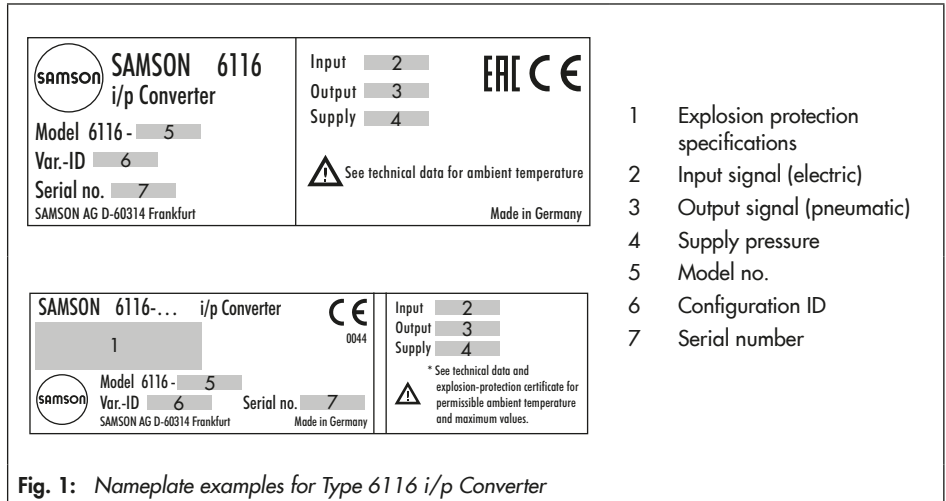 samson
SAMSON 6116
i/p Converter
Model 6116 - 5
Var.-ID 6
Serial no. 7
SAMSON AG D-60314 Frankfurt
Input 2
Output 3
Supply 4
EAC CE
See technical data for ambient temperature
Made in Germany
SAMSON 6116-... i/p Converter
CE
0044
1
samson
Model 6116 - 5
Var.-ID 6 Serial no. 7
SAMSON AG D-60314 Frankfurt Made in Germany
Input 2
Output 3
Supply 4
* See technical data and
explosion-protection certificate for
permissible ambient temperature
and maximum values.
1 Explosion protection
specifications
2 Input signal (electric)
3 Output signal (pneumatic)
4 Supply pressure
5 Model no.
6 Configuration ID
7 Serial number
Fig. 1: Nameplate examples for Type 6116 i/p Converter